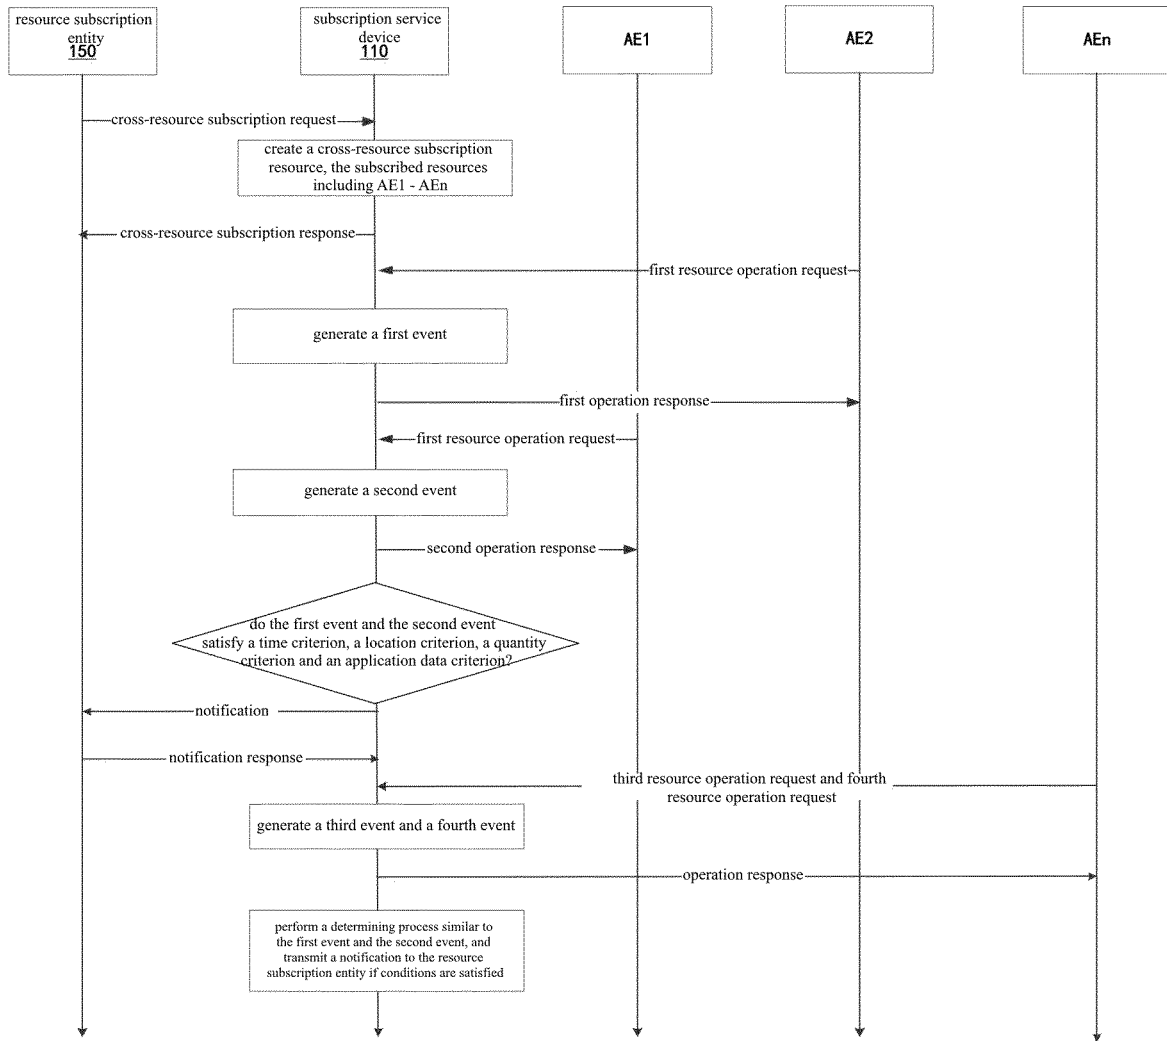 resource subscription
entity
150
subscription service
device
110
AE1
AE2
AEn
cross-resource subscription request
create a cross-resource subscription
resource, the subscribed resources
including AE1 - AEn
cross-resource subscription response
first resource operation request
generate a first event
first operation response
first resource operation request
generate a second event
second operation response
do the first event and the second event
satisfy a time criterion, a location criterion, a quantity
criterion and an application data criterion?
notification
notification response
third resource operation request and fourth
resource operation request
generate a third event and a fourth event
operation response
perform a determining process similar to
the first event and the second event, and
transmit a notification to the resource
subscription entity if conditions are satisfied